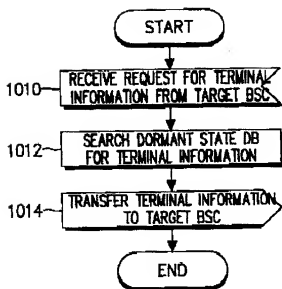 START
1010
RECEIVE REQUEST FOR TERMINAL
INFORMATION FROM TARGET BSC
1012
SEARCH DORMANT STATE DB
FOR TERMINAL INFORMATION
1014
TRANSFER TERMINAL INFORMATION
TO TARGET BSC
END